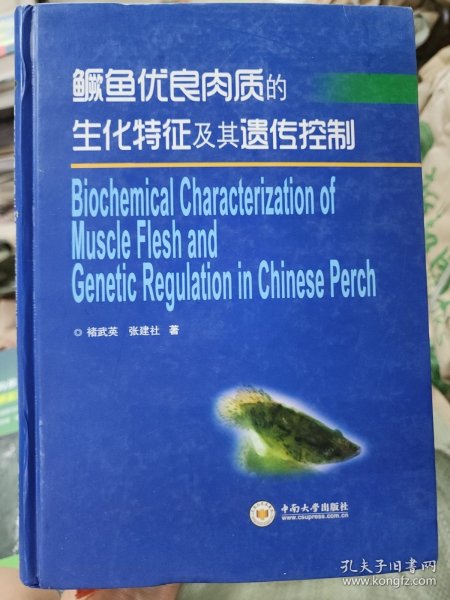 鳜鱼优良肉质的
生化特征及其遗传控制
Biochemical Characterization of
Muscle Flesh and
Genetic Regulation in Chinese Perch
◎ 褚武英 张建社 著
中南大学出版社
www.csupress.com.cn
孔夫子旧书网
www.kongfz.com